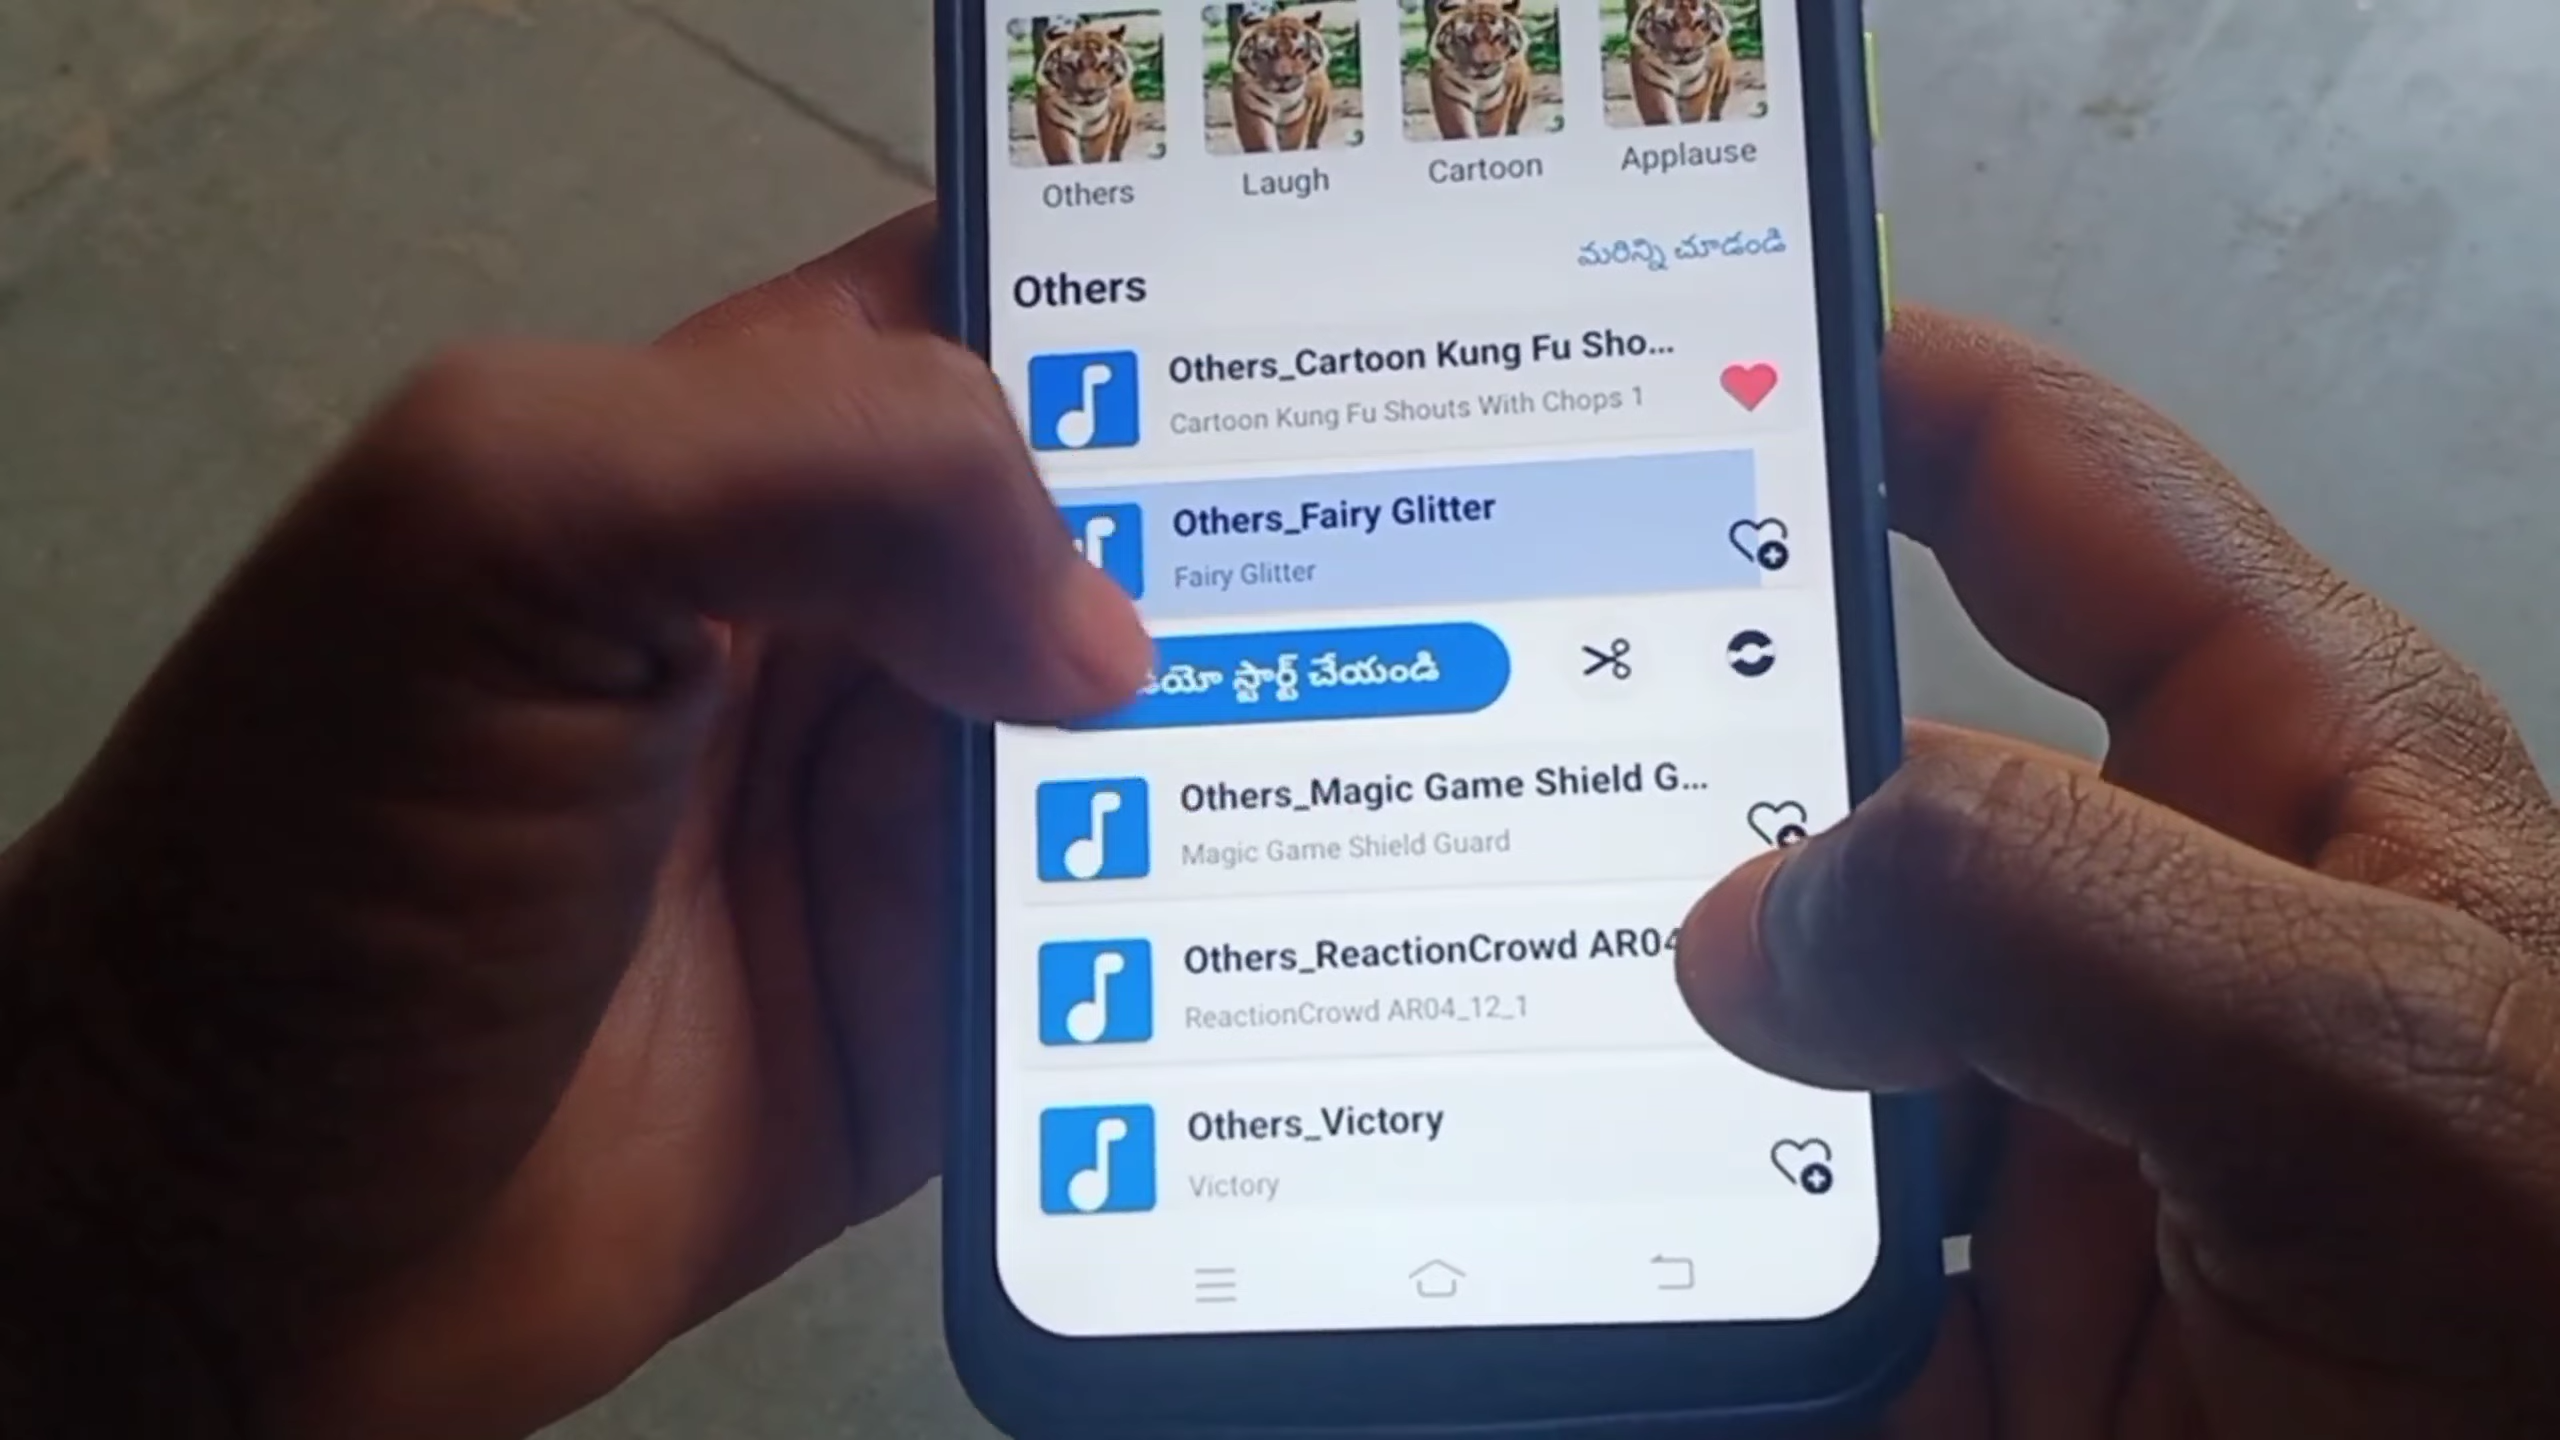 Others
Laugh
Cartoon
Applause
మరిన్ని చూడండి
Others
Others_Cartoon Kung Fu Sho...
Cartoon Kung Fu Shouts With Chops 1
Others_Fairy Glitter
Fairy Glitter
స్టార్ట్ చేయండి
Others_Magic Game Shield G...
Magic Game Shield Guard
Others_ReactionCrowd AR04
ReactionCrowd AR04_12_1
Others_Victory
Victory